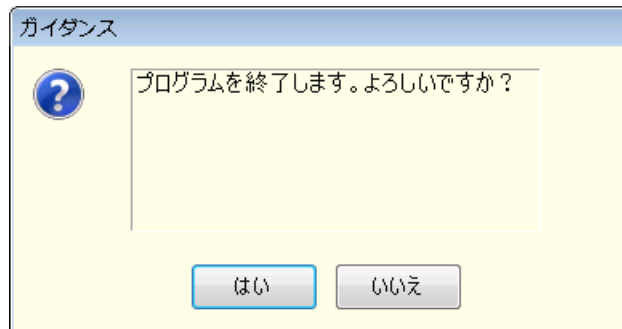 ガイダンス
プログラムを終了します。よろしいですか？
はい
いいえ